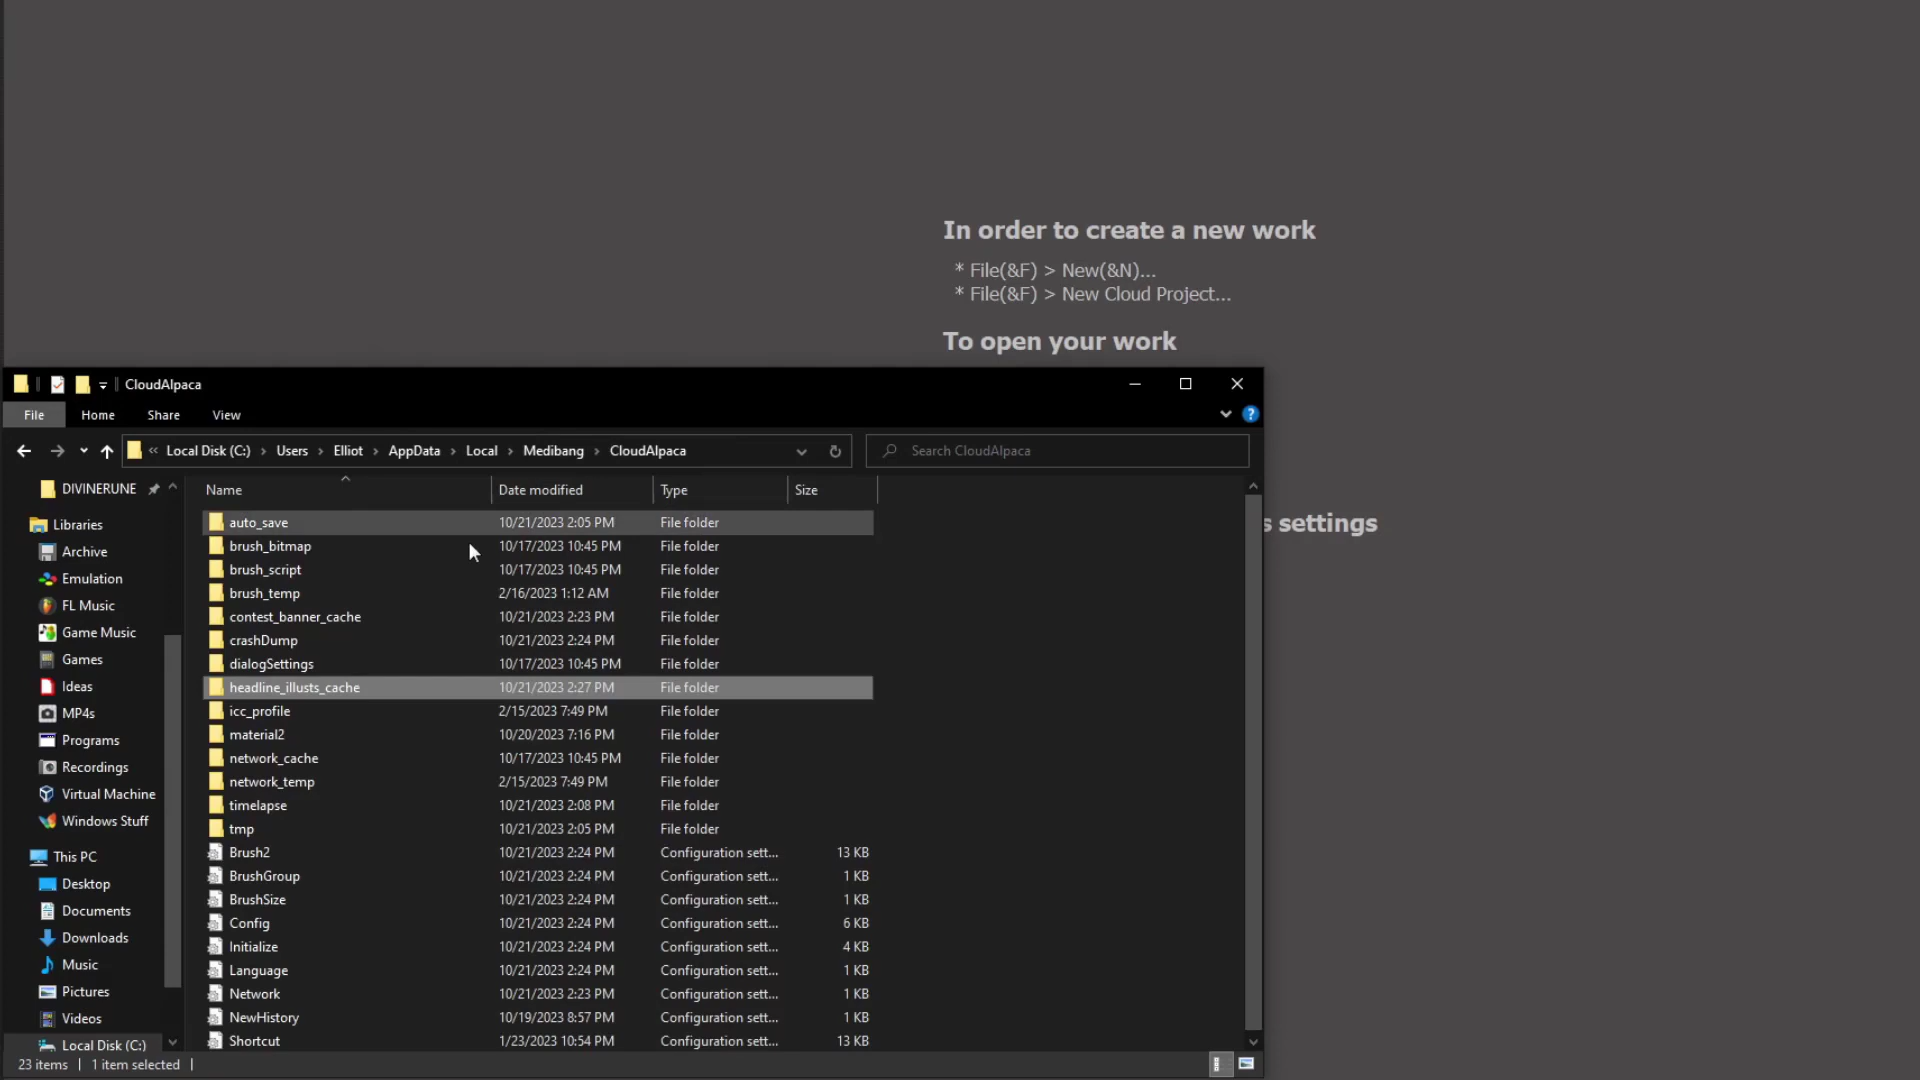 In order to create a new work
* File(&F) > New(&N)...
* File(&F) > New Cloud Project...
To open your work
s settings
CloudAlpaca
File Home Share View
« Local Disk (C:) › Users › Elliot › AppData › Local › Medibang › CloudAlpaca
Search CloudAlpaca
DIVINERUNE
Libraries
Archive
Emulation
FL Music
Game Music
Games
Ideas
MP4s
Programs
Recordings
Virtual Machine
Windows Stuff
This PC
Desktop
Documents
Downloads
Music
Pictures
Videos
Local Disk (C:)
Name Date modified Type Size
auto_save 10/21/2023 2:05 PM File folder
brush_bitmap 10/17/2023 10:45 PM File folder
brush_script 10/17/2023 10:45 PM File folder
brush_temp 2/16/2023 1:12 AM File folder
contest_banner_cache 10/21/2023 2:23 PM File folder
crashDump 10/21/2023 2:24 PM File folder
dialogSettings 10/17/2023 10:45 PM File folder
headline_illusts_cache 10/21/2023 2:27 PM File folder
icc_profile 2/15/2023 7:49 PM File folder
material2 10/20/2023 7:16 PM File folder
network_cache 10/17/2023 10:45 PM File folder
network_temp 2/15/2023 7:49 PM File folder
timelapse 10/21/2023 2:08 PM File folder
tmp 10/21/2023 2:05 PM File folder
Brush2 10/21/2023 2:24 PM Configuration sett... 13 KB
BrushGroup 10/21/2023 2:24 PM Configuration sett... 1 KB
BrushSize 10/21/2023 2:24 PM Configuration sett... 1 KB
Config 10/21/2023 2:24 PM Configuration sett... 6 KB
Initialize 10/21/2023 2:24 PM Configuration sett... 4 KB
Language 10/21/2023 2:24 PM Configuration sett... 1 KB
Network 10/21/2023 2:23 PM Configuration sett... 1 KB
NewHistory 10/19/2023 8:57 PM Configuration sett... 1 KB
Shortcut 1/23/2023 10:54 PM Configuration sett... 13 KB
23 items 1 item selected